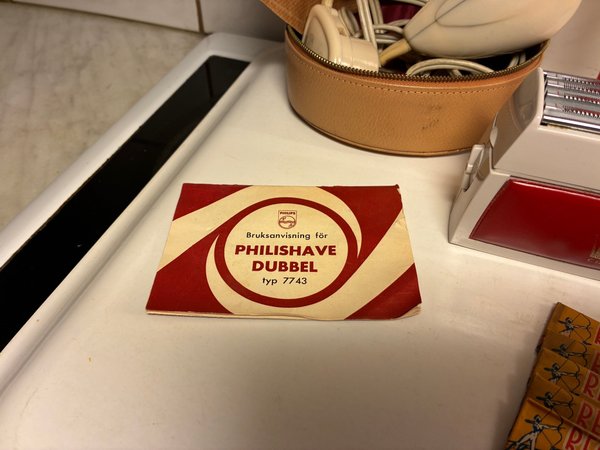 PHILIPS
Bruksanvisning för
PHILISHAVE
DUBBEL
typ 7743